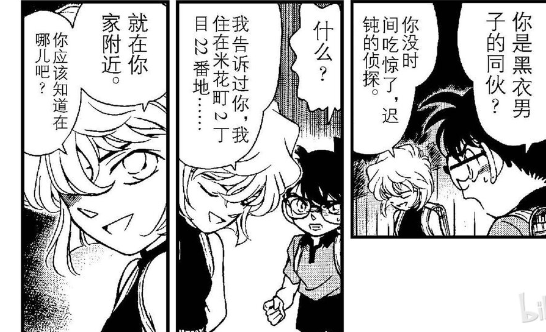 你是黑衣男
子的同伙？
你没时
间吃惊了，迟
钝的侦探。
什么？
我告诉过你，我
住在米花町2丁
目22番地……
就在你
家附近。
你应该知道在
哪儿吧？